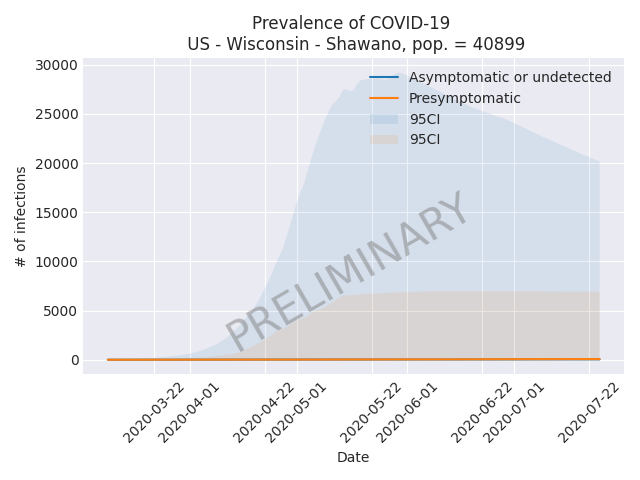 Prevalence of COVID-19
US - Wisconsin - Shawano, pop. = 40899
30000
25000
20000
15000
10000
5000
0
# of infections
Asymptomatic or undetected
Presymptomatic
95CI
95CI
PRELIMINARY
2020-03-22
2020-04-01
2020-04-22
2020-05-01
2020-05-22
2020-06-01
2020-06-22
2020-07-01
2020-07-22
Date